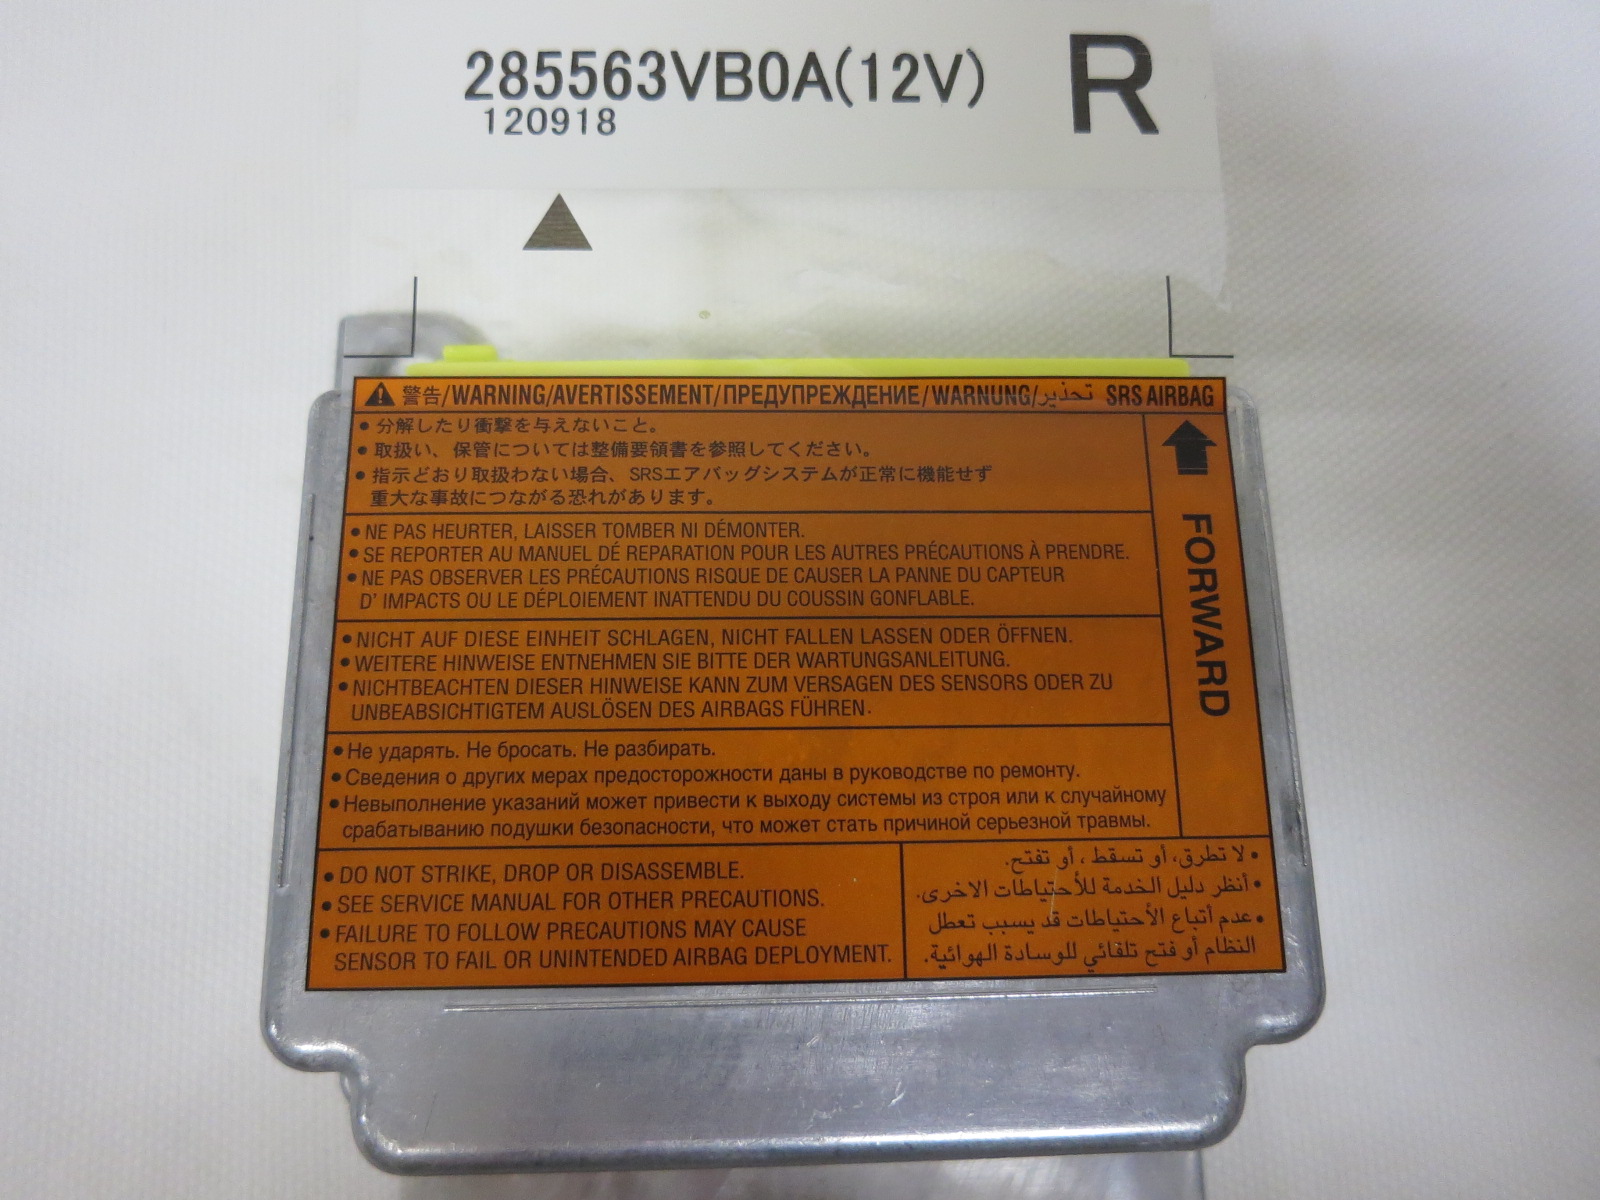 285563VB0A(12V)
R
120918
警告/WARNING/AVERTISSEMENT/ПРЕДУПРЕЖДЕНИЕ/WARNUNG/تحذير SRS AIRBAG
• 分解したり衝撃を与えないこと。
• 取扱い、保管については整備要領書を参照してください。
• 指示どおり取扱わない場合、SRSエアバッグシステムが正常に機能せず
重大な事故につながる恐れがあります。
FORWARD
• NE PAS HEURTER, LAISSER TOMBER NI DÉMONTER.
• SE REPORTER AU MANUEL DÉ REPARATION POUR LES AUTRES PRÉCAUTIONS À PRENDRE.
• NE PAS OBSERVER LES PRÉCAUTIONS RISQUE DE CAUSER LA PANNE DU CAPTEUR
D' IMPACTS OU LE DÉPLOIEMENT INATTENDU DU COUSSIN GONFLABLE.
• NICHT AUF DIESE EINHEIT SCHLAGEN, NICHT FALLEN LASSEN ODER ÖFFNEN.
• WEITERE HINWEISE ENTNEHMEN SIE BITTE DER WARTUNGSANLEITUNG.
• NICHTBEACHTEN DIESER HINWEISE KANN ZUM VERSAGEN DES SENSORS ODER ZU
UNBEABSICHTIGTEM AUSLÖSEN DES AIRBAGS FÜHREN.
• Не ударять. Не бросать. Не разбирать.
• Сведения о других мерах предосторожности даны в руководстве по ремонту.
• Невыполнение указаний может привести к выходу системы из строя или к случайному
срабатыванию подушки безопасности, что может стать причиной серьезной травмы.
• DO NOT STRIKE, DROP OR DISASSEMBLE.
• SEE SERVICE MANUAL FOR OTHER PRECAUTIONS.
• FAILURE TO FOLLOW PRECAUTIONS MAY CAUSE
SENSOR TO FAIL OR UNINTENDED AIRBAG DEPLOYMENT.
• لا تطرق، أو تسقط ، أو تفتح.
• أنظر دليل الخدمة للأحتياطات الاخرى.
• عدم أتباع الأحتياطات قد يسبب تعطل
النظام أو فتح تلقائي للوسادة الهوائية.